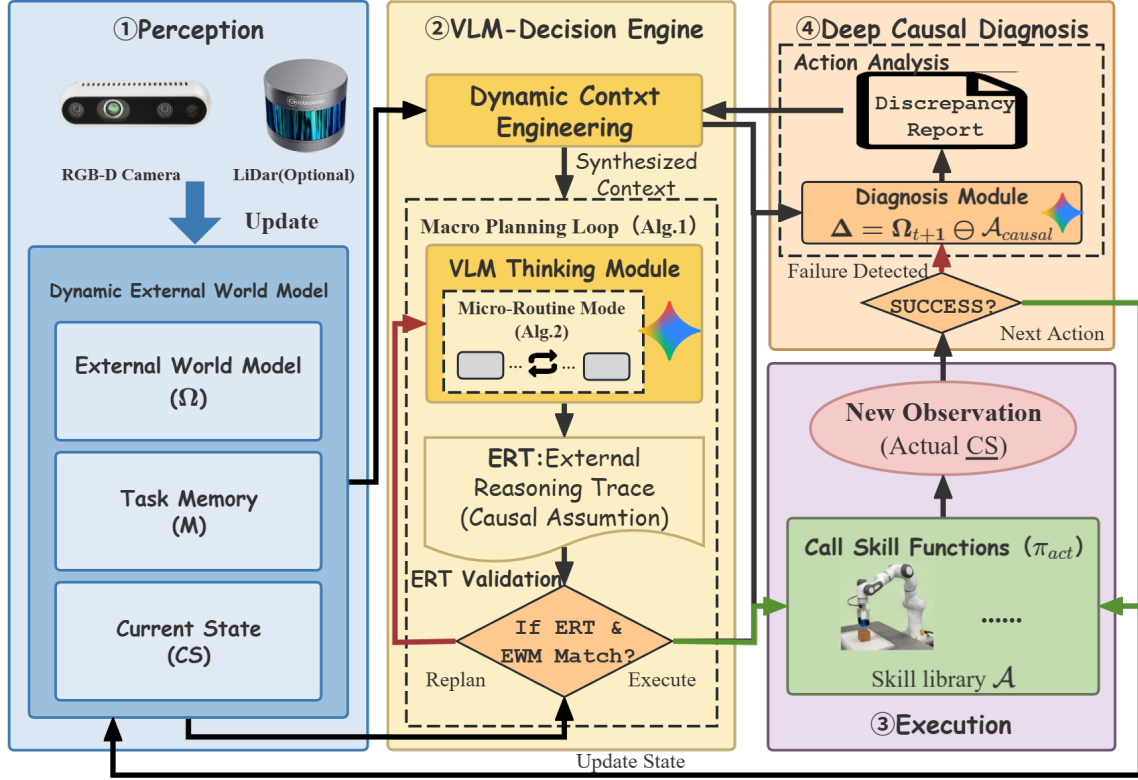 ①Perception
RGB-D Camera
LiDar(Optional)
Update
Dynamic External World Model
External World Model
(Ω)
Task Memory
(M)
Current State
(CS)
②VLM-Decision Engine
Dynamic Contxt
Engineering
Synthesized
Context
Macro Planning Loop（Alg.1）
VLM Thinking Module
Micro-Routine Mode
(Alg.2)
... ...
ERT:External
Reasoning Trace
(Causal Assumtion)
ERT Validation
If ERT &
EWM Match?
Replan
Execute
④Deep Causal Diagnosis
Action Analysis
Discrepancy
Report
Diagnosis Module
Δ = Ω_{t+1} ⊖ 𝒜_{causal}
Failure Detected
SUCCESS?
Next Action
New Observation
(Actual CS)
Call Skill Functions（π_{act}）
......
Skill library 𝒜
③Execution
Update State